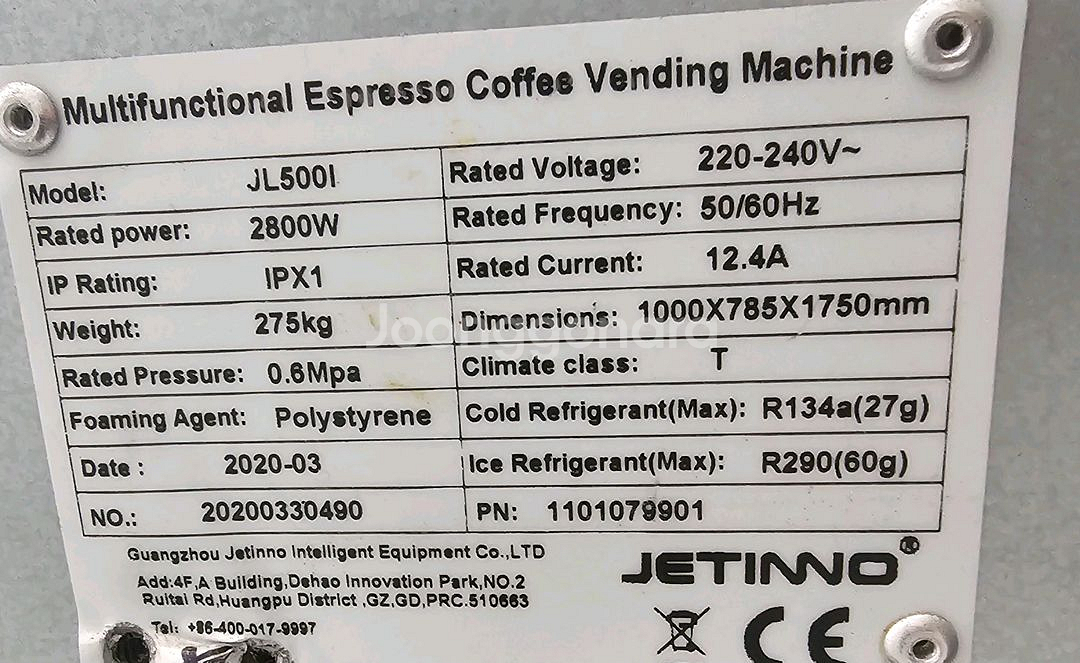 Multifunctional Espresso Coffee Vending Machine
Model: JL500I Rated Voltage: 220-240V~
Rated power: 2800W Rated Frequency: 50/60Hz
IP Rating: IPX1 Rated Current: 12.4A
Weight: 275kg Dimensions: 1000X785X1750mm
Joonggonara
Rated Pressure: 0.6Mpa Climate class: T
Foaming Agent: Polystyrene Cold Refrigerant(Max): R134a(27g)
Date : 2020-03 Ice Refrigerant(Max): R290(60g)
NO.: 20200330490 PN: 1101079901
Guangzhou Jetinno Intelligent Equipment Co.,LTD
Add:4F,A Building,Dehao Innovation Park,NO.2
Ruitai Rd,Huangpu District ,GZ,GD,PRC.510663
Tel: +86-400-017-9997
JETINNO®
CE